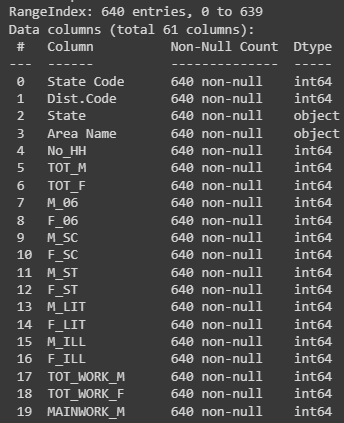 RangeIndex: 640 entries, 0 to 639
Data columns (total 61 columns):
 #   Column          Non-Null Count  Dtype
---  ------          --------------  -----
 0   State Code      640 non-null    int64
 1   Dist.Code       640 non-null    int64
 2   State           640 non-null    object
 3   Area Name       640 non-null    object
 4   No_HH           640 non-null    int64
 5   TOT_M           640 non-null    int64
 6   TOT_F           640 non-null    int64
 7   M_06            640 non-null    int64
 8   F_06            640 non-null    int64
 9   M_SC            640 non-null    int64
 10  F_SC            640 non-null    int64
 11  M_ST            640 non-null    int64
 12  F_ST            640 non-null    int64
 13  M_LIT           640 non-null    int64
 14  F_LIT           640 non-null    int64
 15  M_ILL           640 non-null    int64
 16  F_ILL           640 non-null    int64
 17  TOT_WORK_M      640 non-null    int64
 18  TOT_WORK_F      640 non-null    int64
 19  MAINWORK_M      640 non-null    int64